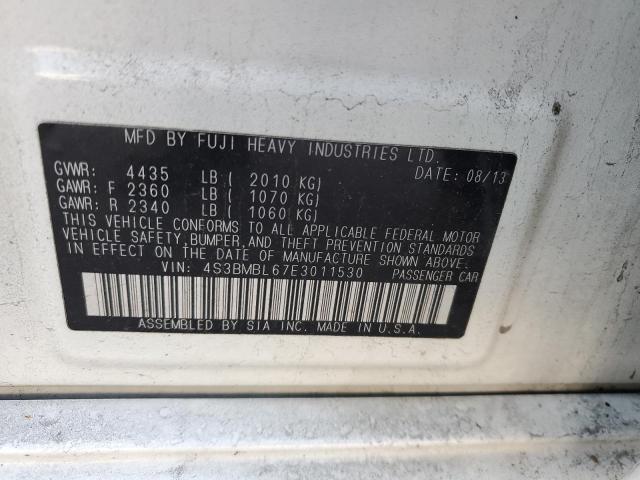 MFD BY FUJI HEAVY INDUSTRIES LTD.
DATE: 08/13
GVWR: 4435 LB ( 2010 KG)
GAWR: F 2360 LB ( 1070 KG)
GAWR: R 2340 LB ( 1060 KG)
THIS VEHICLE CONFORMS TO ALL APPLICABLE FEDERAL MOTOR
VEHICLE SAFETY, BUMPER, AND THEFT PREVENTION STANDARDS
IN EFFECT ON THE DATE OF MANUFACTURE SHOWN ABOVE.
VIN: 4S3BMBL67E3011530 PASSENGER CAR
ASSEMBLED BY SIA INC. MADE IN U.S.A.